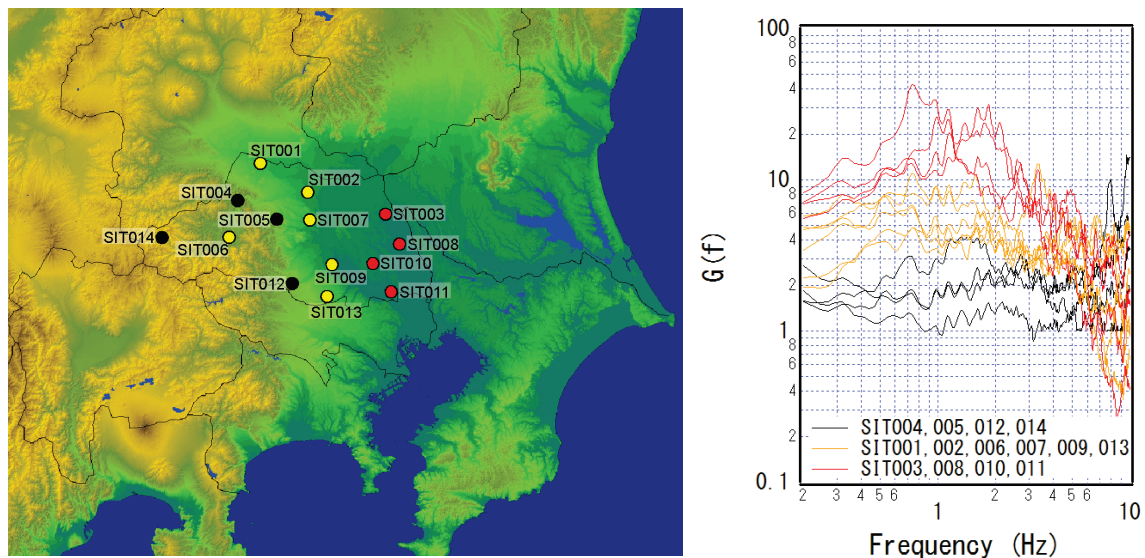 SIT001
SIT002
SIT004
SIT005
SIT007
SIT003
SIT014
SIT006
SIT008
SIT010
SIT009
SIT012
SIT011
SIT013
100
8
6
4
2
10
8
6
4
2
1
8
6
4
2
0.1
G(f)
SIT004, 005, 012, 014
SIT001, 002, 006, 007, 009, 013
SIT003, 008, 010, 011
2 3 4 5 6 1 2 3 4 5 6 10
Frequency (Hz)